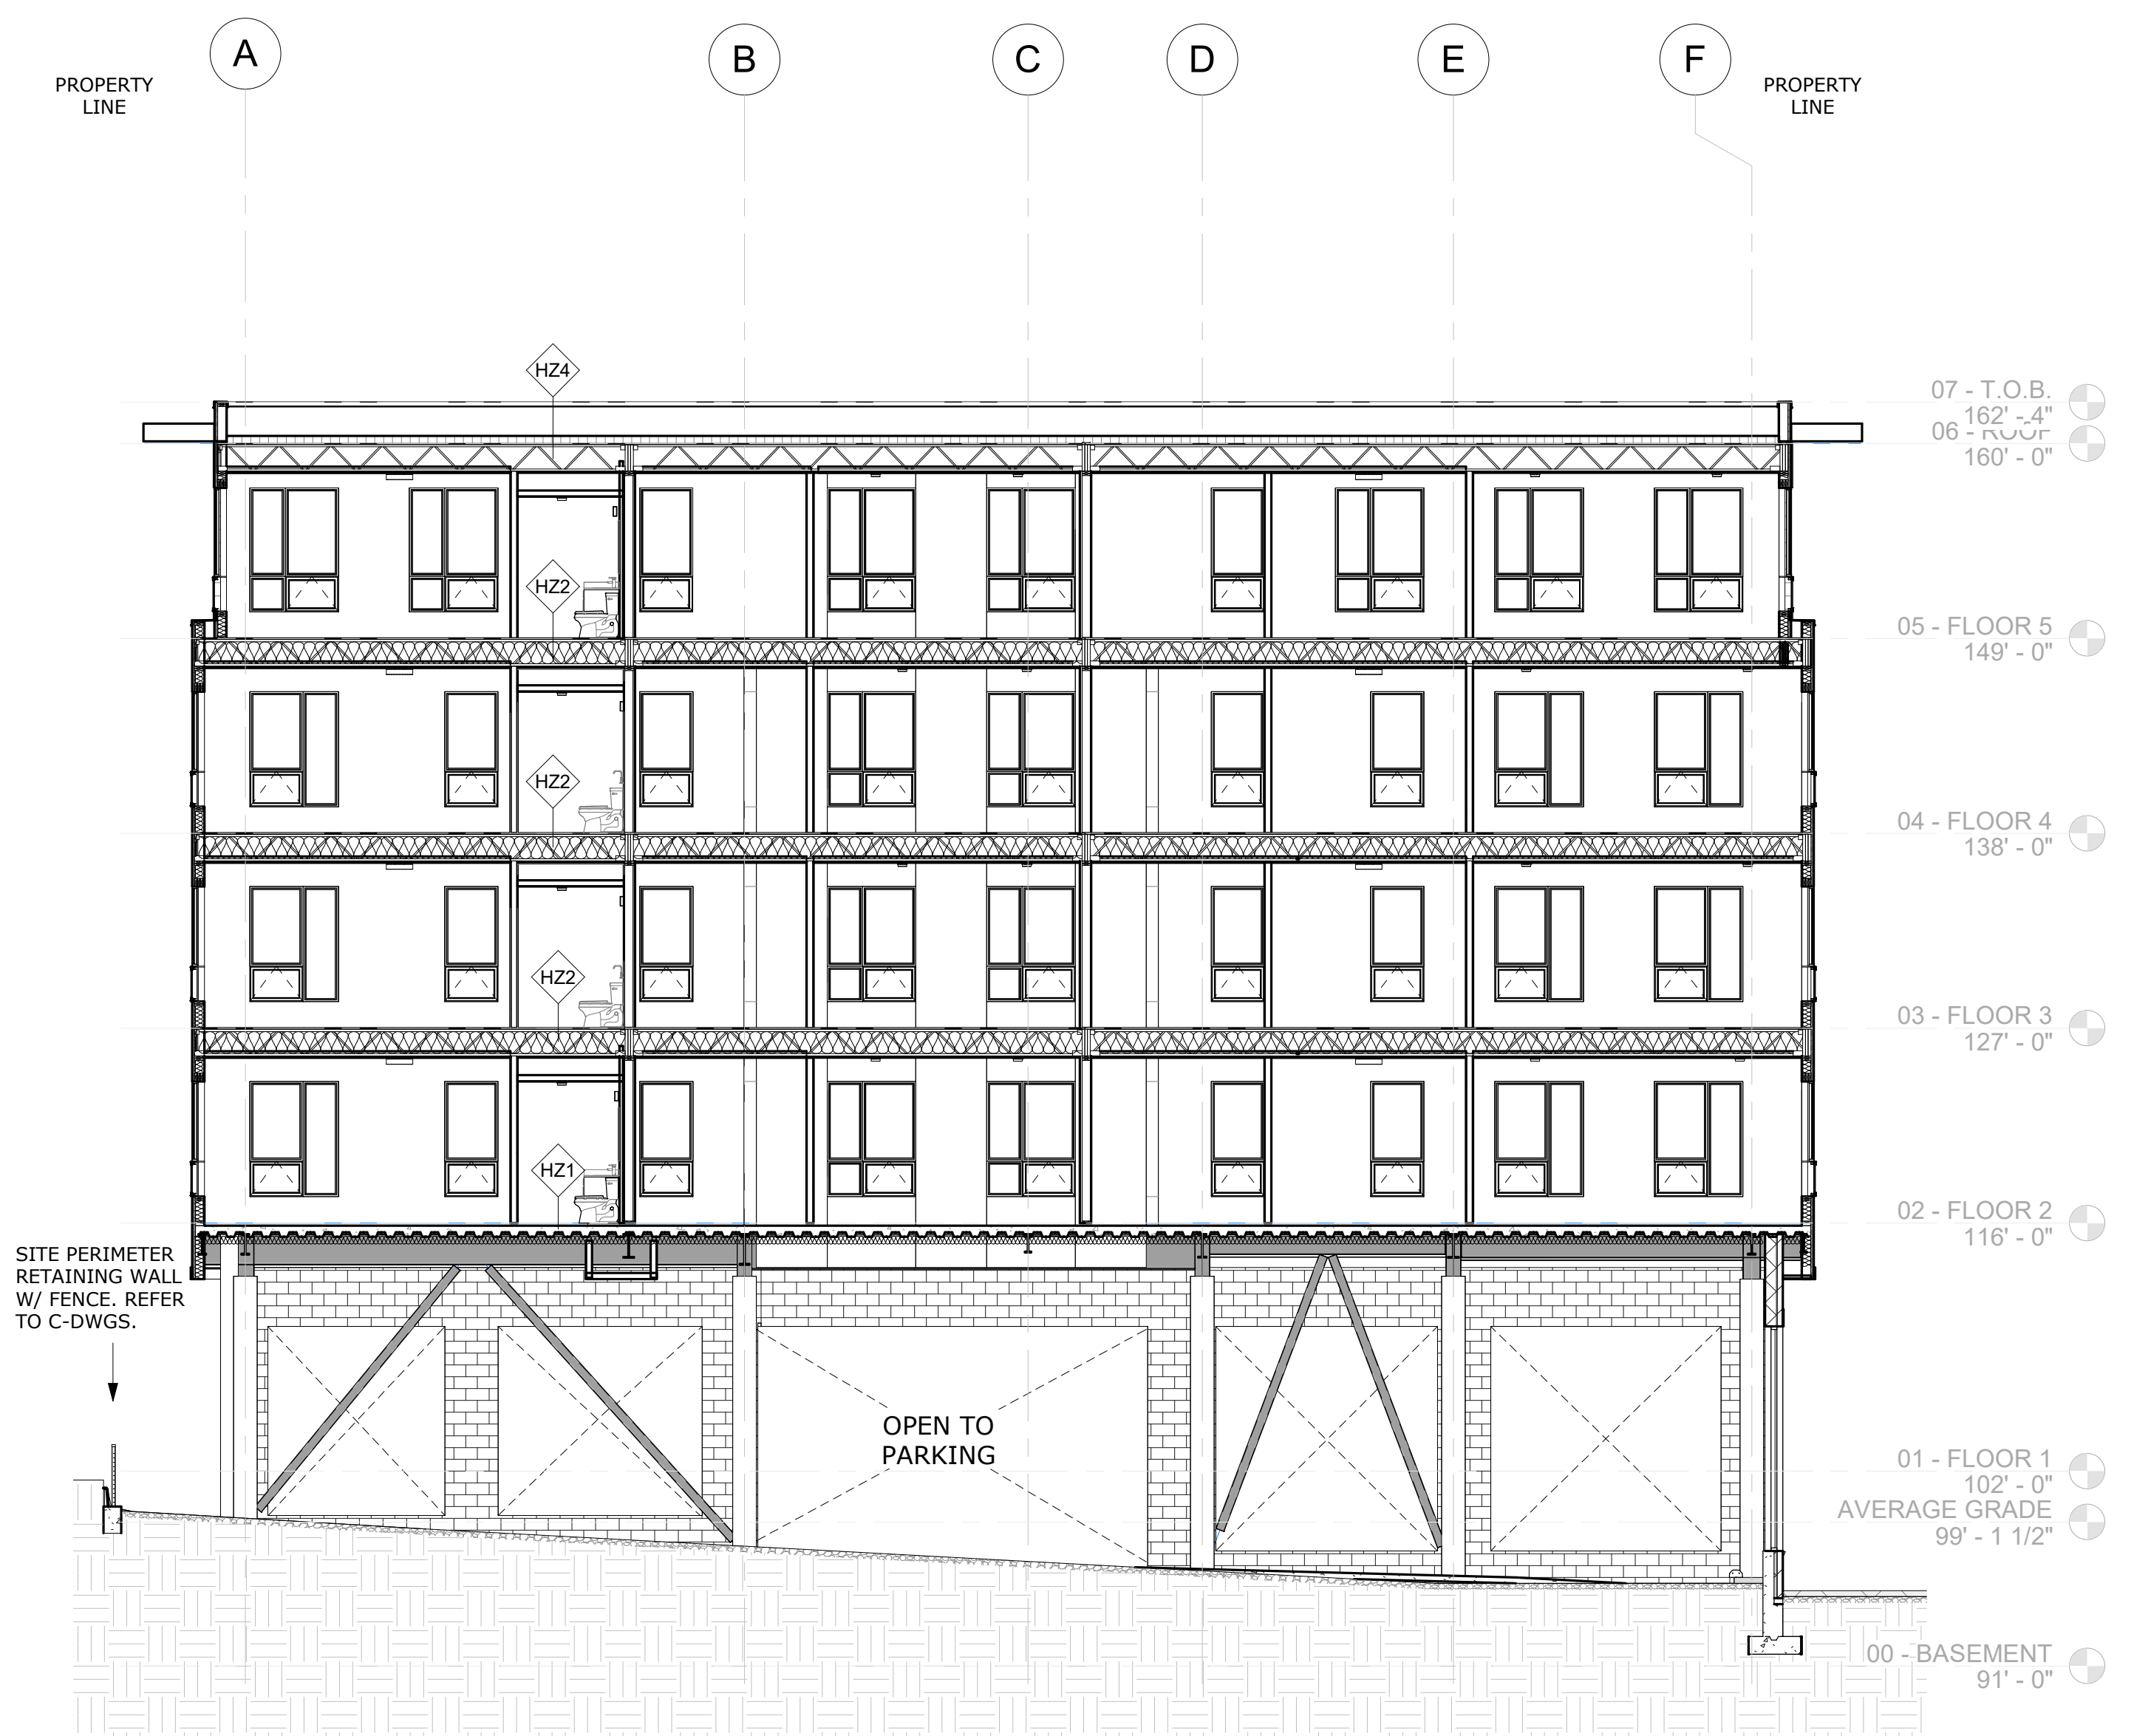 A
B
C
D
E
F
PROPERTY
LINE
PROPERTY
LINE
HZ4
07 - T.O.B.
162' - 4"
06 - ROOF
160' - 0"
HZ2
05 - FLOOR 5
149' - 0"
HZ2
04 - FLOOR 4
138' - 0"
HZ2
03 - FLOOR 3
127' - 0"
HZ1
02 - FLOOR 2
116' - 0"
SITE PERIMETER
RETAINING WALL
W/ FENCE. REFER
TO C-DWGS.
OPEN TO
PARKING
01 - FLOOR 1
102' - 0"
AVERAGE GRADE
99' - 1 1/2"
00 - BASEMENT
91' - 0"